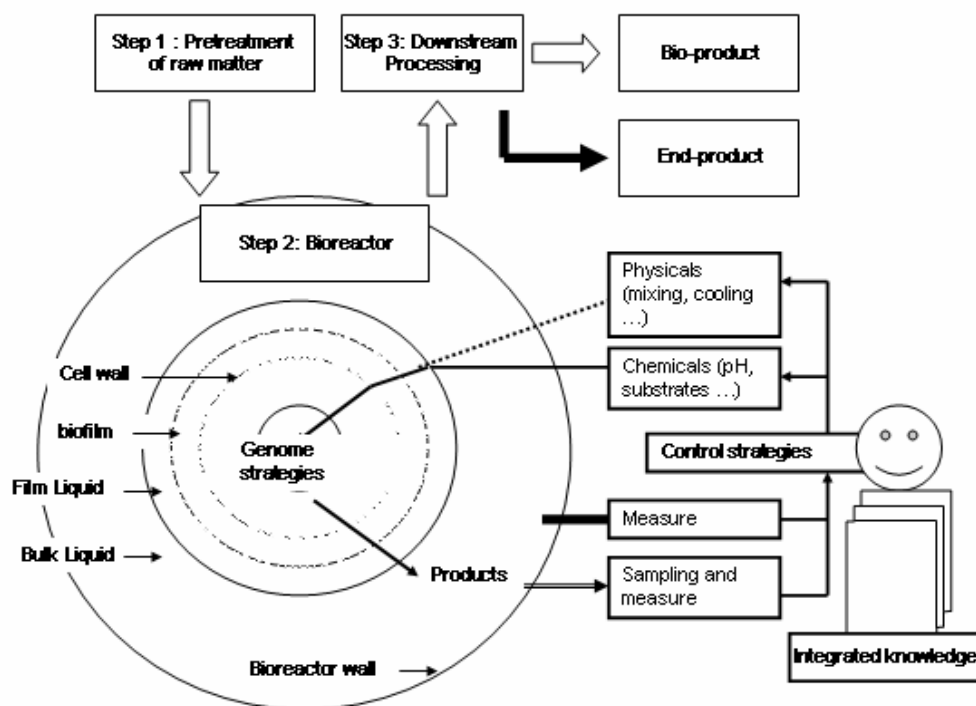 Step 1 : Pretreatment
of raw matter
Step 3: Downstream
Processing
Bio-product
End-product
Step 2: Bioreactor
Physicals
(mixing, cooling
...)
Chemicals (pH,
substrates ...)
Cell wall
biofilm
Genome
strategies
Control strategies
Film Liquid
Measure
Bulk Liquid
Products
Sampling and
measure
Bioreactor wall
Integrated knowledge